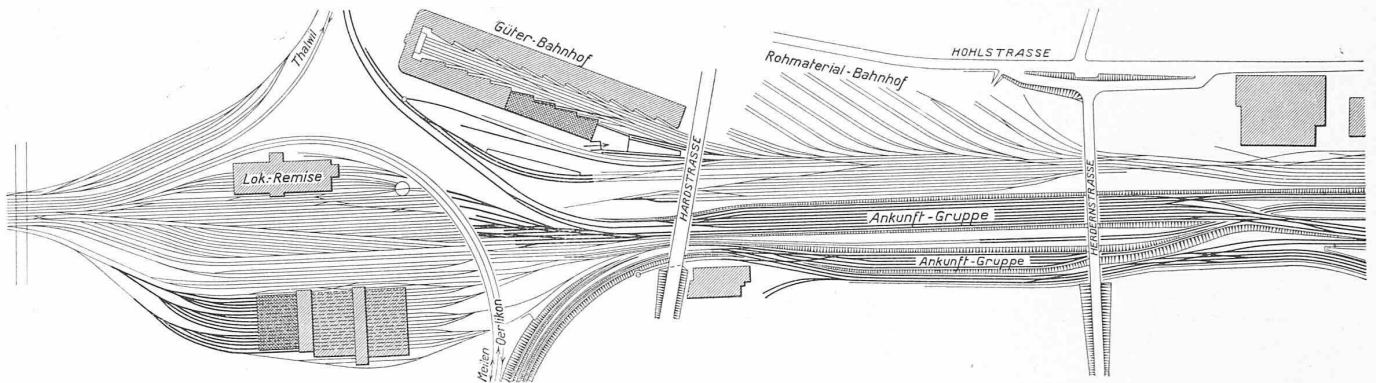 Thalwil
Güter-Bahnhof
HOHLSTRASSE
Rohmaterial-Bahnhof
Lok.-Remise
HARDSTRASSE
HERDERNSTRASSE
Ankunft-Gruppe
Ankunft-Gruppe
Meilen
Oerlikon